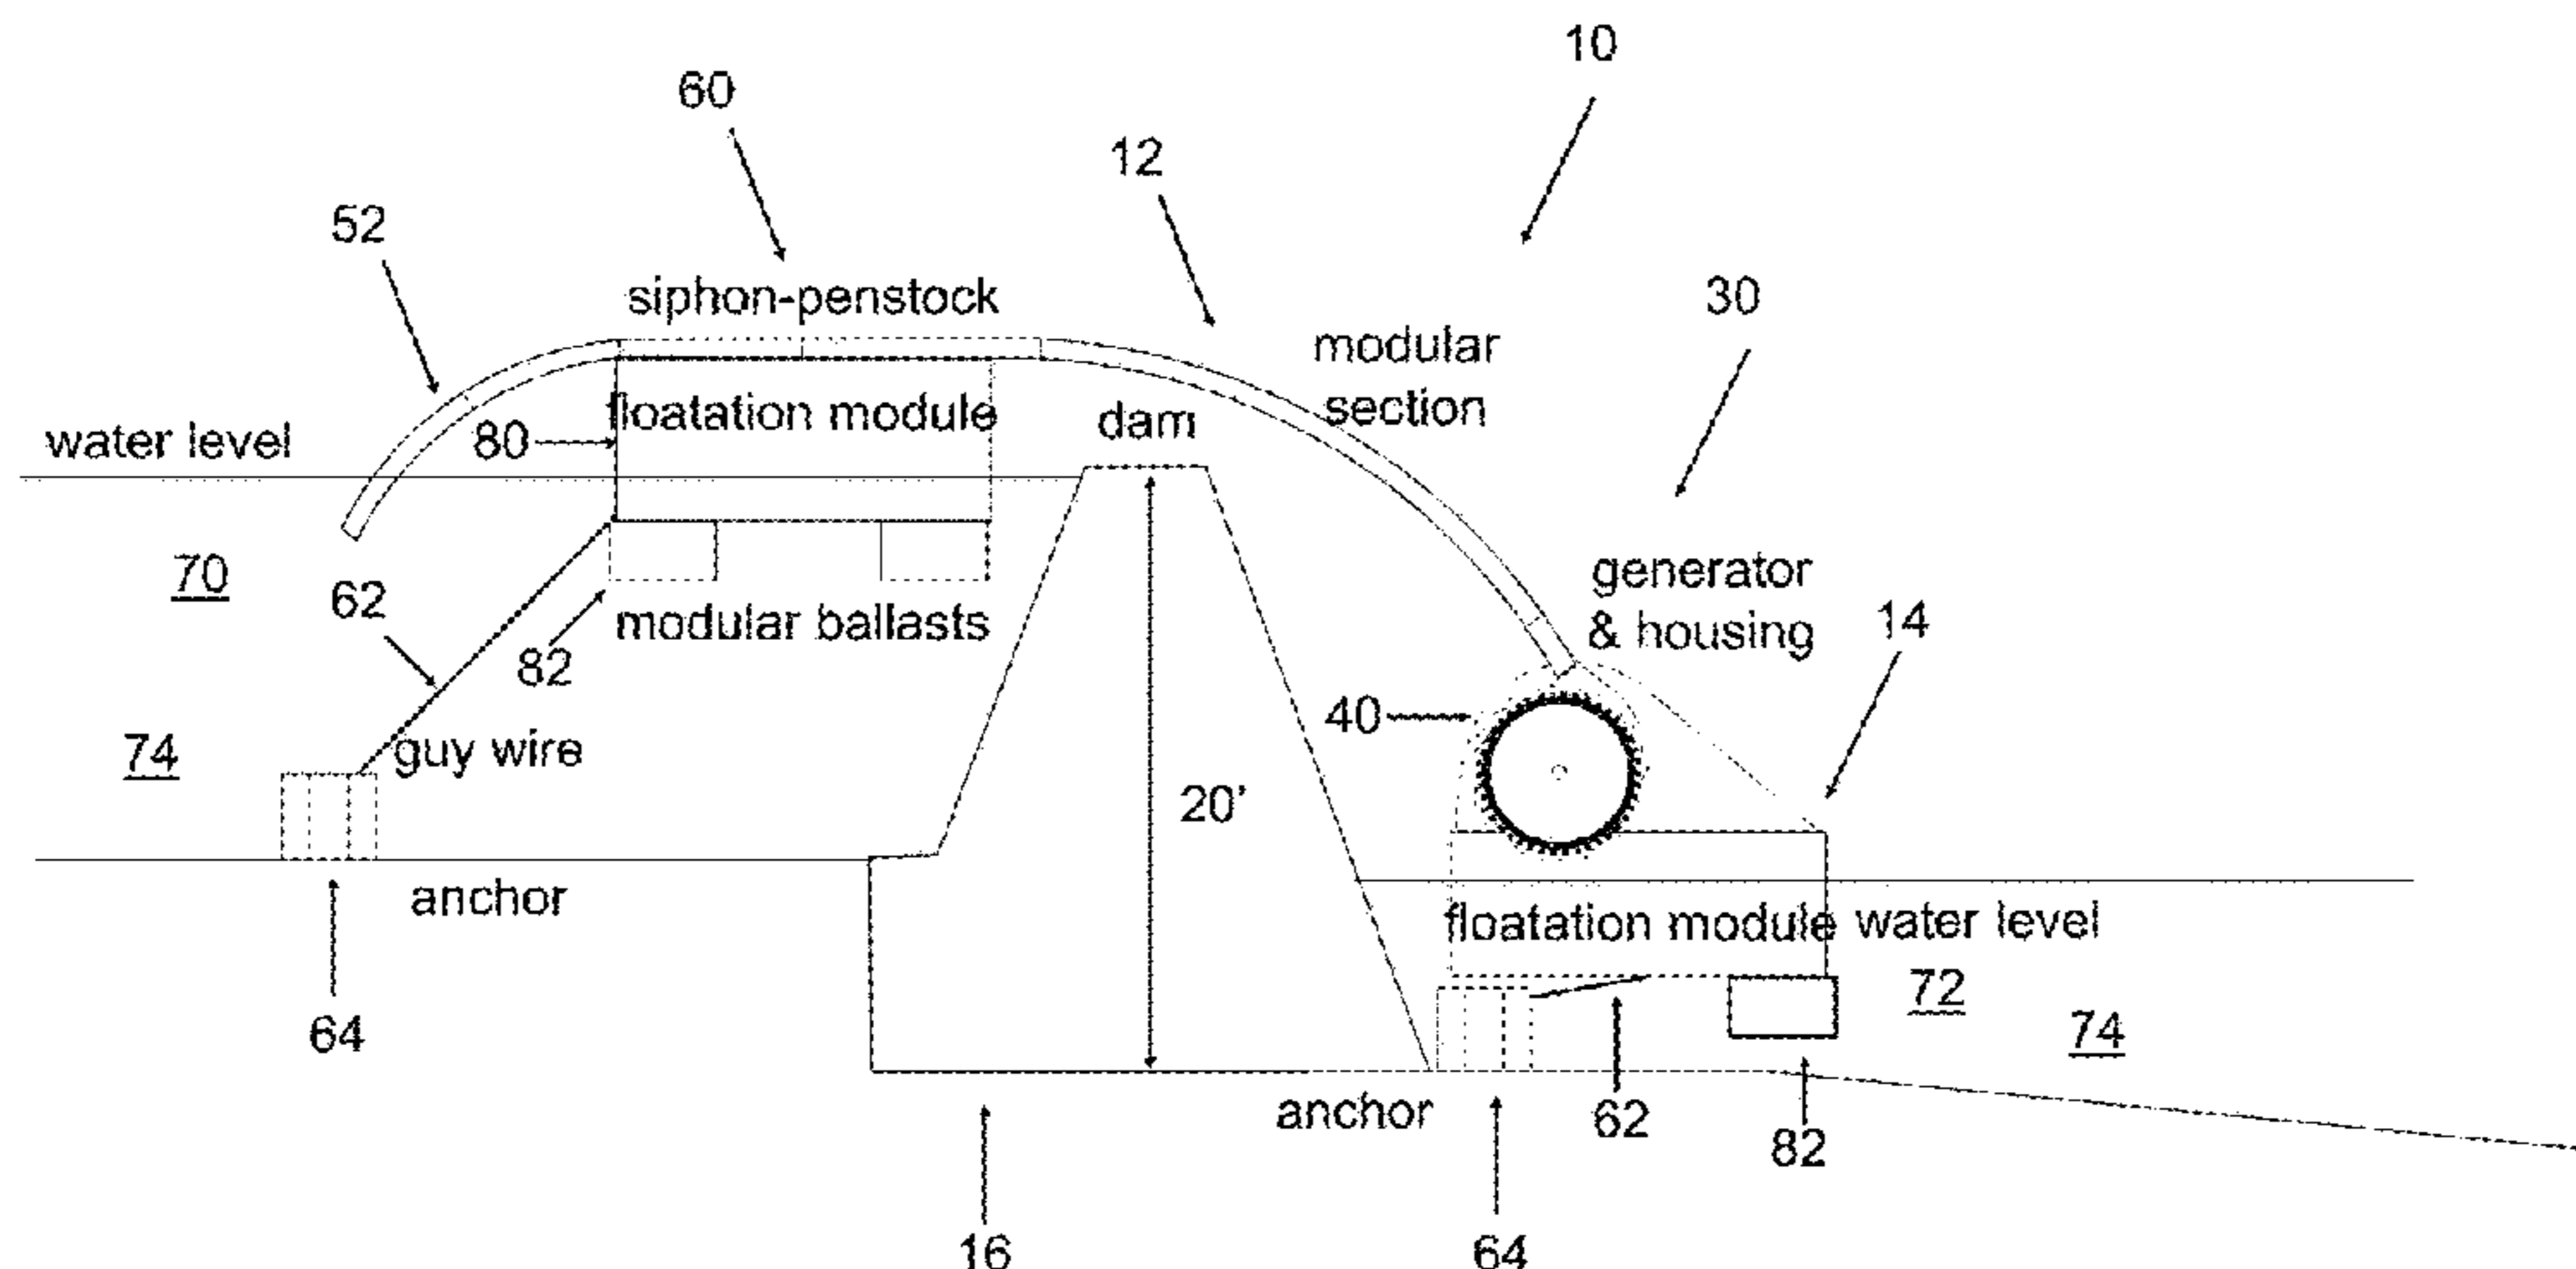 10
60
12
52
siphon-penstock
30
modular
section
floatation module
dam
water level
80
70
generator
& housing
62
14
modular ballasts
82
40
guy wire
74
20'
anchor
floatation module
water level
72
74
64
anchor
62
82
16
64